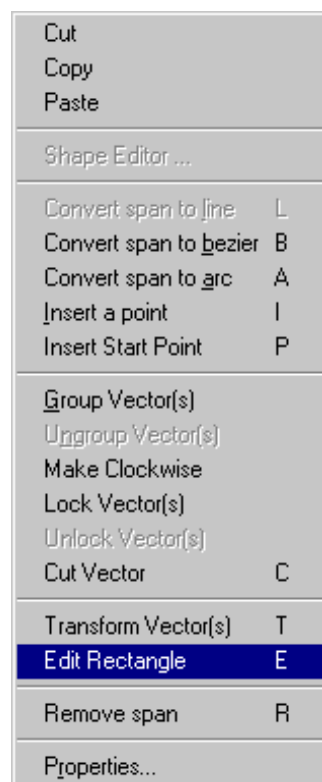 Cut
Copy
Paste
Shape Editor ...
Convert span to line L
Convert span to bezier B
Convert span to arc A
Insert a point I
Insert Start Point P
Group Vector(s)
Ungroup Vector(s)
Make Clockwise
Lock Vector(s)
Unlock Vector(s)
Cut Vector C
Transform Vector(s) T
Edit Rectangle E
Remove span R
Properties...